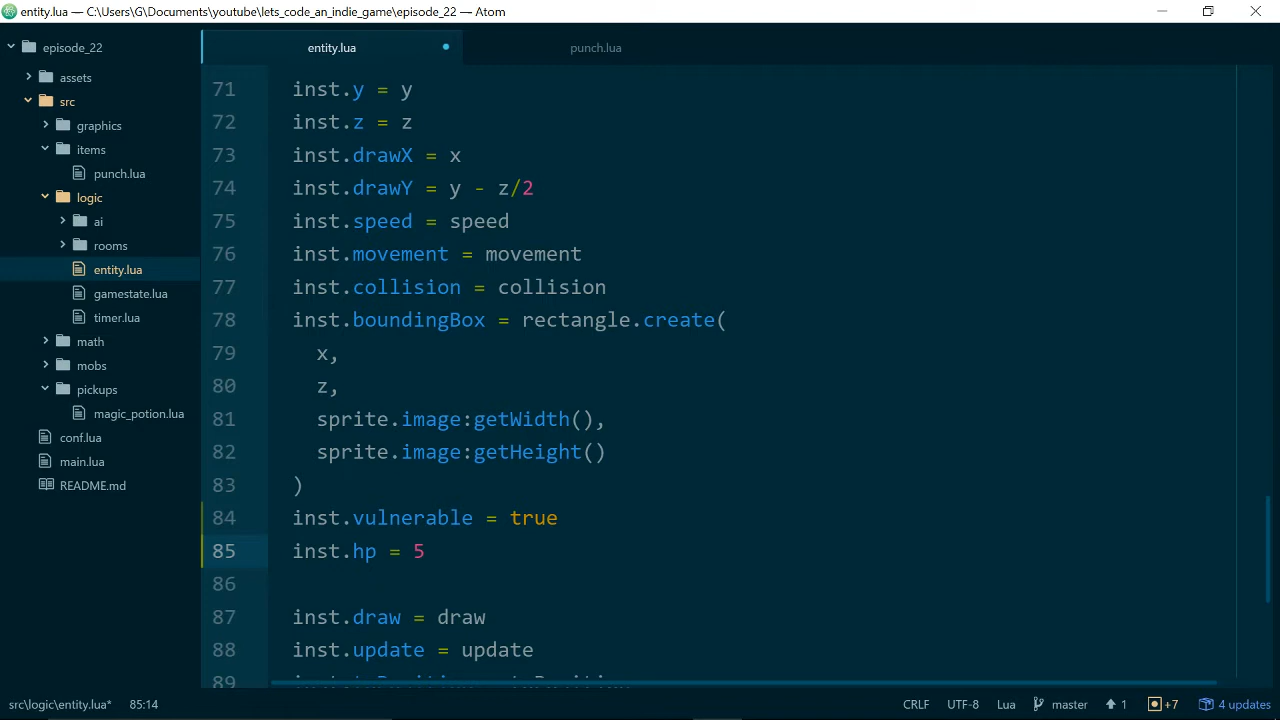 entity.lua — C:\Users\G\Documents\youtube\lets_code_an_indie_game\episode_22 — Atom
episode_22
assets
src
graphics
items
punch.lua
logic
ai
rooms
entity.lua
gamestate.lua
timer.lua
math
mobs
pickups
magic_potion.lua
conf.lua
main.lua
README.md
entity.lua
punch.lua
71 inst.y = y
72 inst.z = z
73 inst.drawX = x
74 inst.drawY = y - z/2
75 inst.speed = speed
76 inst.movement = movement
77 inst.collision = collision
78 inst.boundingBox = rectangle.create(
79 x,
80 z,
81 sprite.image:getWidth(),
82 sprite.image:getHeight()
83 )
84 inst.vulnerable = true
85 inst.hp = 5
86
87 inst.draw = draw
88 inst.update = update
89
src\logic\entity.lua* 85:14 CRLF UTF-8 Lua master 1 +7 4 updates